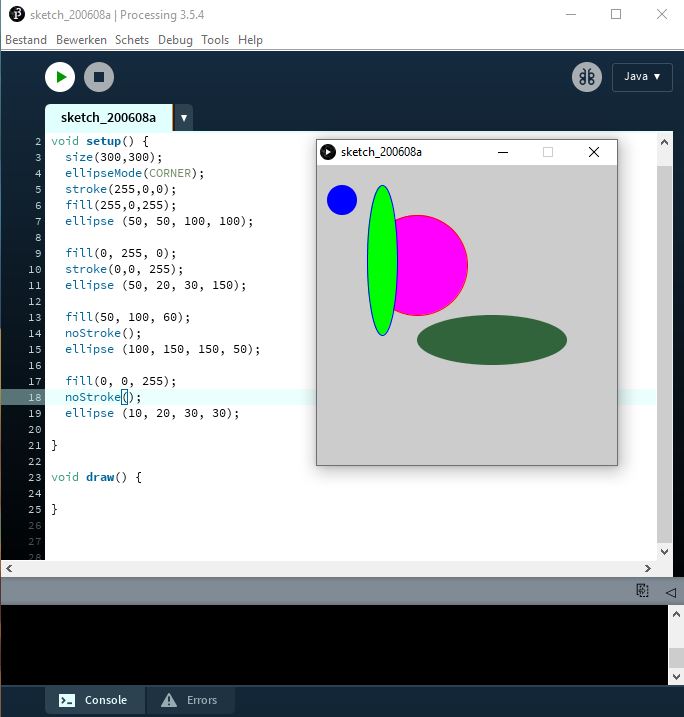 sketch_200608a | Processing 3.5.4
Bestand Bewerken Schets Debug Tools Help
Java ▾
sketch_200608a ▾
2 void setup() {
3 size(300,300);
4 ellipseMode(CORNER);
5 stroke(255,0,0);
6 fill(255,0,255);
7 ellipse (50, 50, 100, 100);
8
9 fill(0, 255, 0);
10 stroke(0,0, 255);
11 ellipse (50, 20, 30, 150);
12
13 fill(50, 100, 60);
14 noStroke();
15 ellipse (100, 150, 150, 50);
16
17 fill(0, 0, 255);
18 noStroke();
19 ellipse (10, 20, 30, 30);
20
21 }
22
23 void draw() {
24
25 }
26
27
28
sketch_200608a
Console Errors